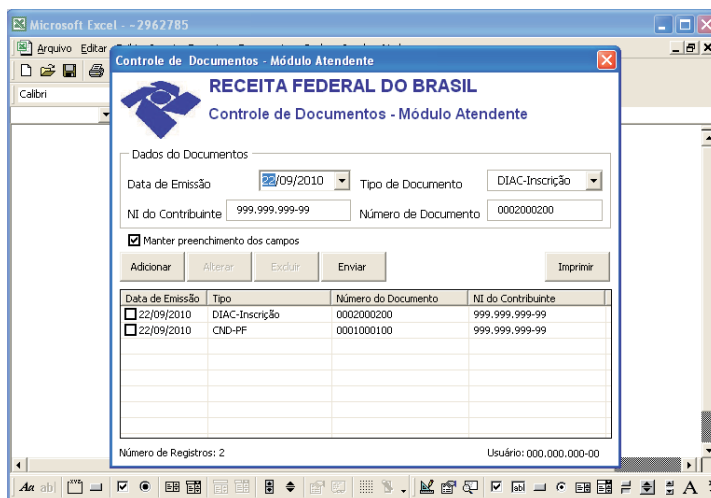 Microsoft Excel - ~2962785
Arquivo Editar
Calibri
Controle de Documentos - Módulo Atendente
RECEITA FEDERAL DO BRASIL
Controle de Documentos - Módulo Atendente
Dados do Documentos
Data de Emissão 22/09/2010 Tipo de Documento DIAC-Inscrição
NI do Contribuinte 999.999.999-99 Número de Documento 0002000200
Manter preenchimento dos campos
Adicionar Alterar Excluir Enviar Imprimir
Data de Emissão Tipo Número do Documento NI do Contribuinte
22/09/2010 DIAC-Inscrição 0002000200 999.999.999-99
22/09/2010 CND-PF 0001000100 999.999.999-99
Número de Registros: 2 Usuário: 000.000.000-00
Aa ab|